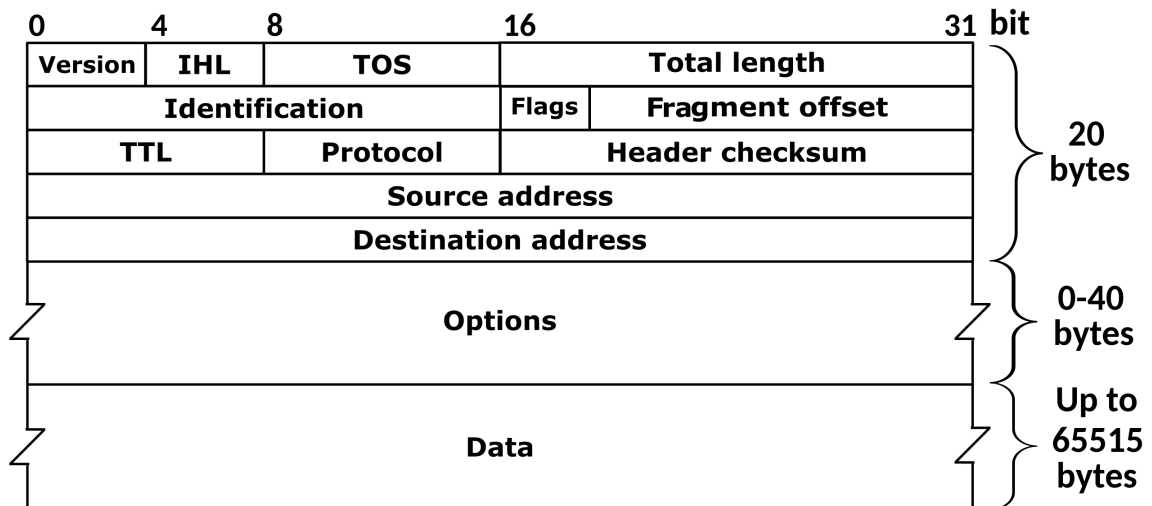 0 4 8 16 31 bit
Version IHL TOS Total length
Identification Flags Fragment offset
TTL Protocol Header checksum
Source address
Destination address
20
bytes
Options
0-40
bytes
Data
Up to
65515
bytes